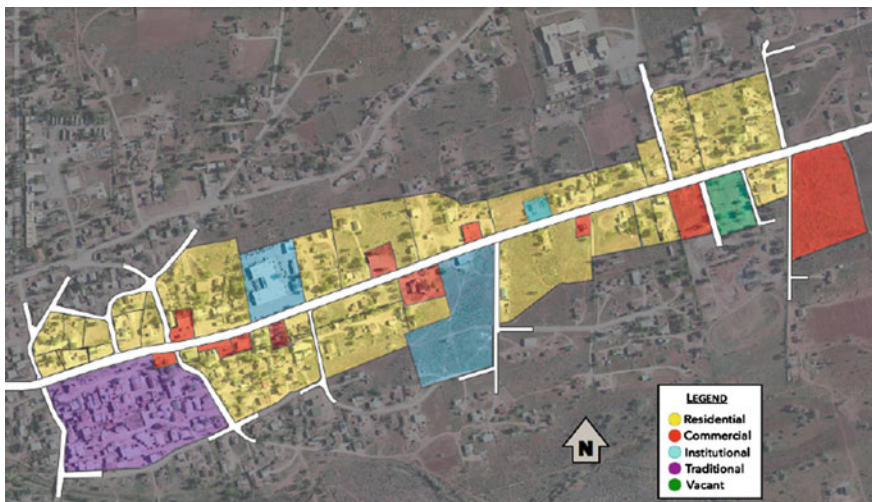 N
LEGEND
Residential
Commercial
Institutional
Traditional
Vacant